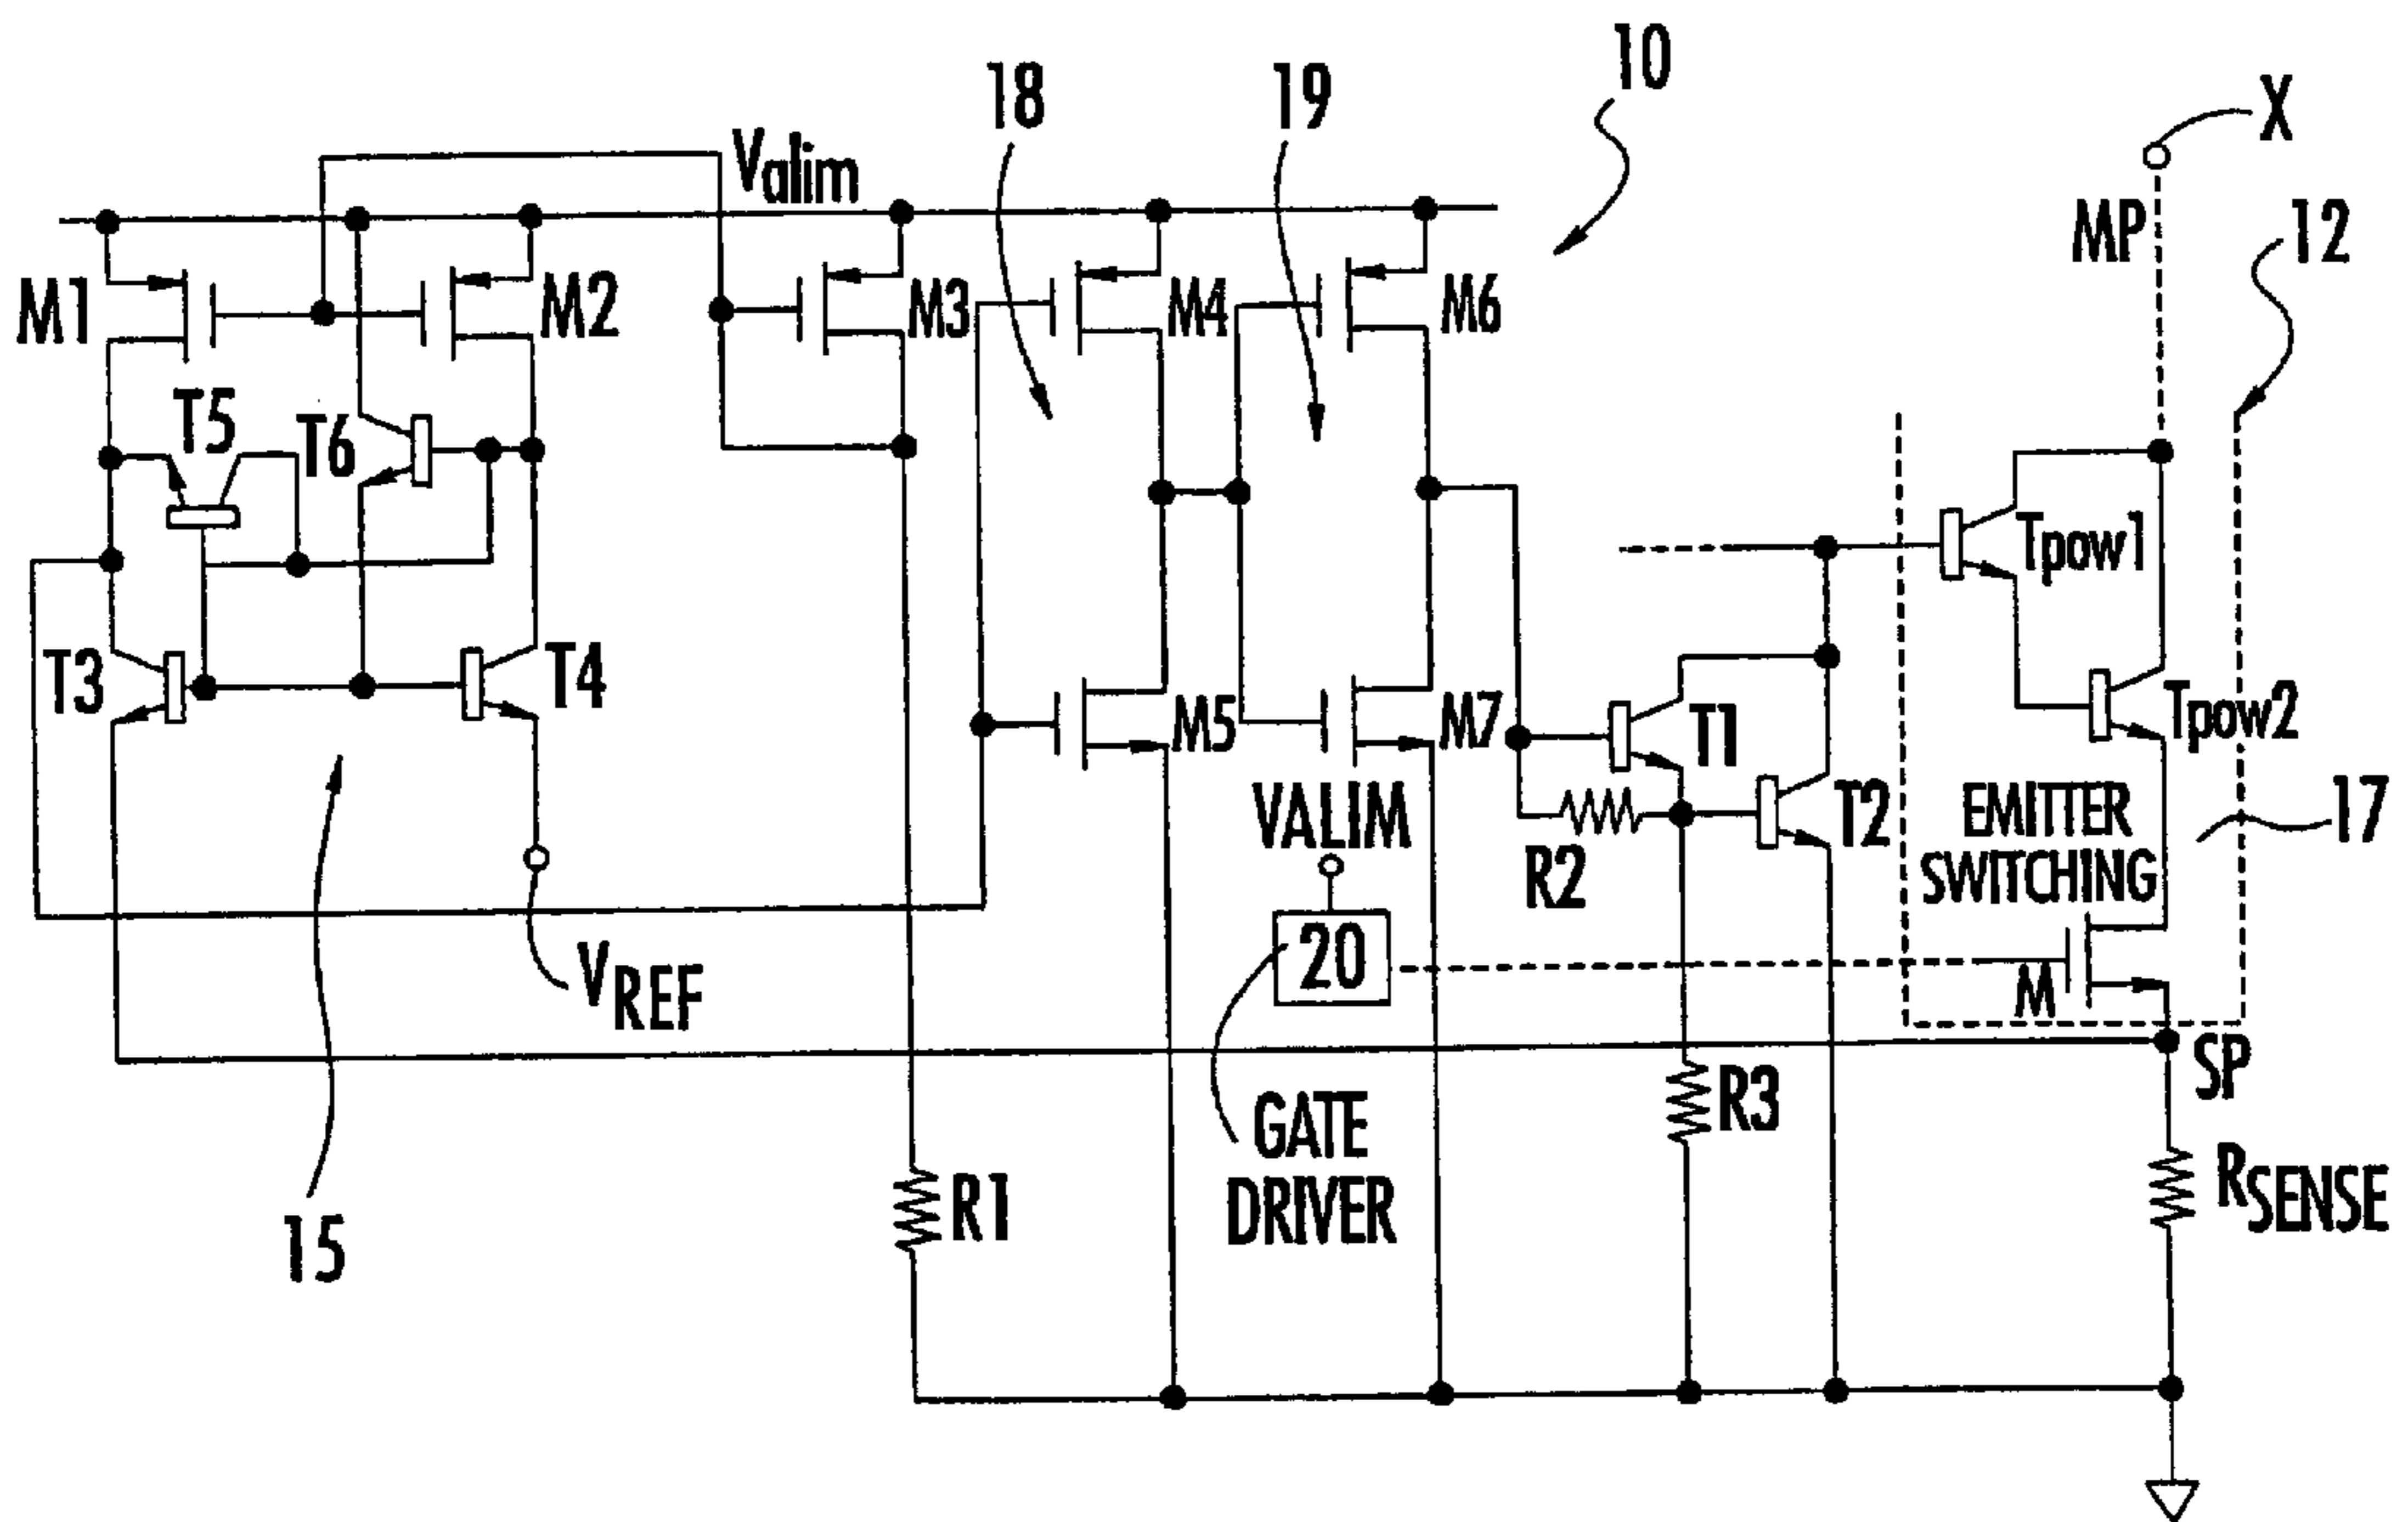 10
18
19
X
Valim
MP
12
M1
M2
M3
M4
M6
T5
T6
Tpow1
T3
T4
M5
M7
T1
Tpow2
VALIM
T2
EMITTER
SWITCHING
17
R2
20
VREF
M
SP
GATE
DRIVER
R3
R1
RSENSE
15